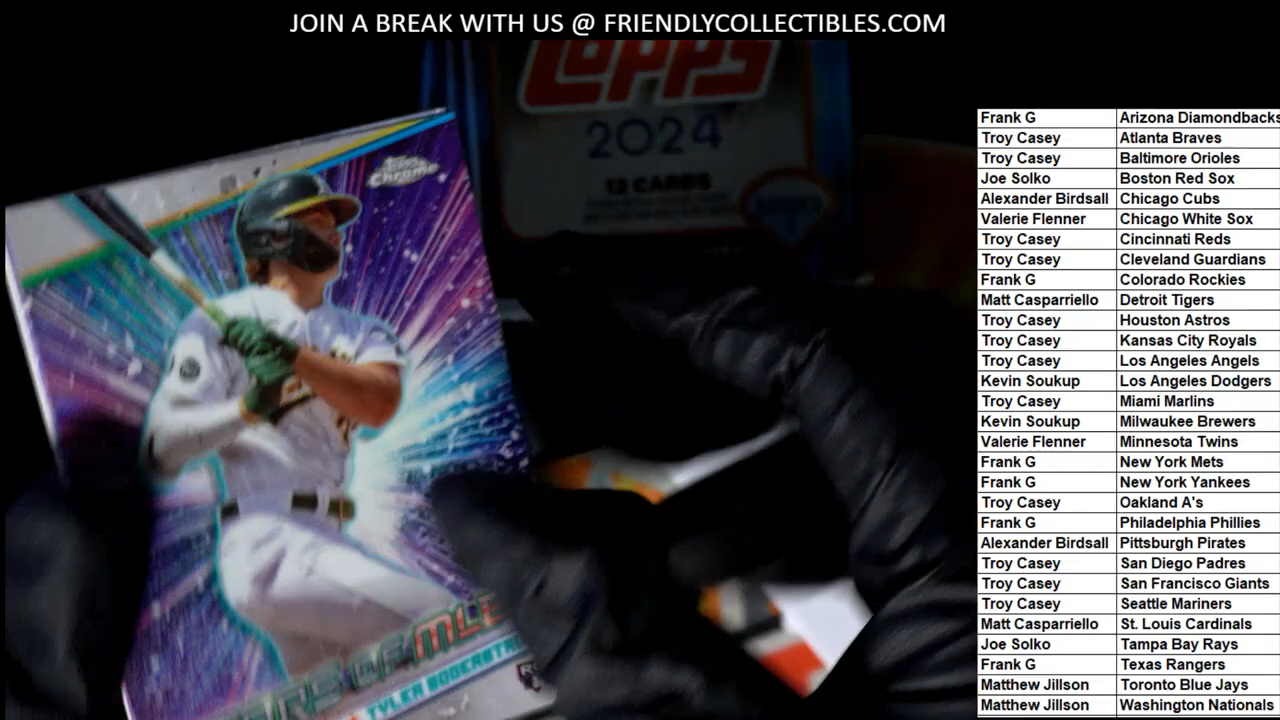 JOIN A BREAK WITH US @ FRIENDLYCOLLECTIBLES.COM
Topps
2024
12 CARDS
Topps
Chrome
OF MLB
TYLER SODERSTR
Frank G Arizona Diamondbacks
Troy Casey Atlanta Braves
Troy Casey Baltimore Orioles
Joe Solko Boston Red Sox
Alexander Birdsall Chicago Cubs
Valerie Flenner Chicago White Sox
Troy Casey Cincinnati Reds
Troy Casey Cleveland Guardians
Frank G Colorado Rockies
Matt Casparriello Detroit Tigers
Troy Casey Houston Astros
Troy Casey Kansas City Royals
Troy Casey Los Angeles Angels
Kevin Soukup Los Angeles Dodgers
Troy Casey Miami Marlins
Kevin Soukup Milwaukee Brewers
Valerie Flenner Minnesota Twins
Frank G New York Mets
Frank G New York Yankees
Troy Casey Oakland A's
Frank G Philadelphia Phillies
Alexander Birdsall Pittsburgh Pirates
Troy Casey San Diego Padres
Troy Casey San Francisco Giants
Troy Casey Seattle Mariners
Matt Casparriello St. Louis Cardinals
Joe Solko Tampa Bay Rays
Frank G Texas Rangers
Matthew Jillson Toronto Blue Jays
Matthew Jillson Washington Nationals